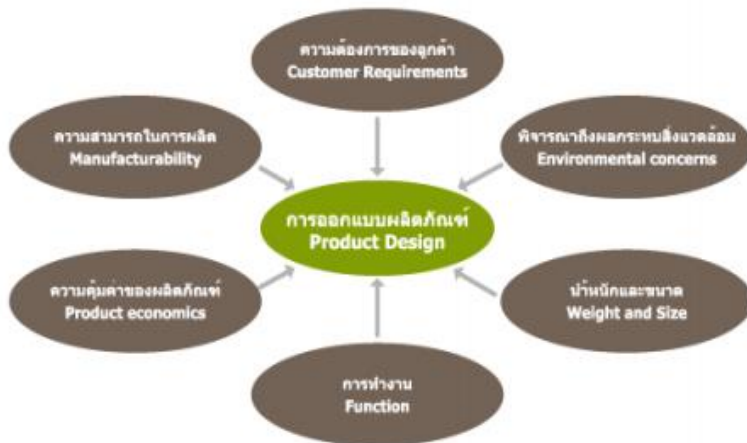 ความต้องการของลูกค้า
Customer Requirements
ความสามารถในการผลิต
Manufacturability
พิจารณาถึงผลกระทบสิ่งแวดล้อม
Environmental concerns
การออกแบบผลิตภัณฑ์
Product Design
ความคุ้มค่าของผลิตภัณฑ์
Product economics
น้ำหนักและขนาด
Weight and Size
การทำงาน
Function